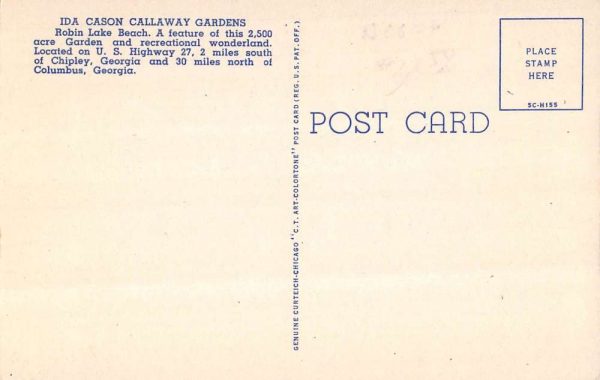 IDA CASON CALLAWAY GARDENS
Robin Lake Beach. A feature of this 2,500
acre Garden and recreational wonderland.
Located on U. S. Highway 27, 2 miles south
of Chipley, Georgia and 30 miles north of
Columbus, Georgia.
GENUINE CURTEICH-CHICAGO "C.T. ART-COLORTONE" POST CARD (REG. U.S. PAT. OFF.)
POST CARD
PLACE
STAMP
HERE
5C-H155